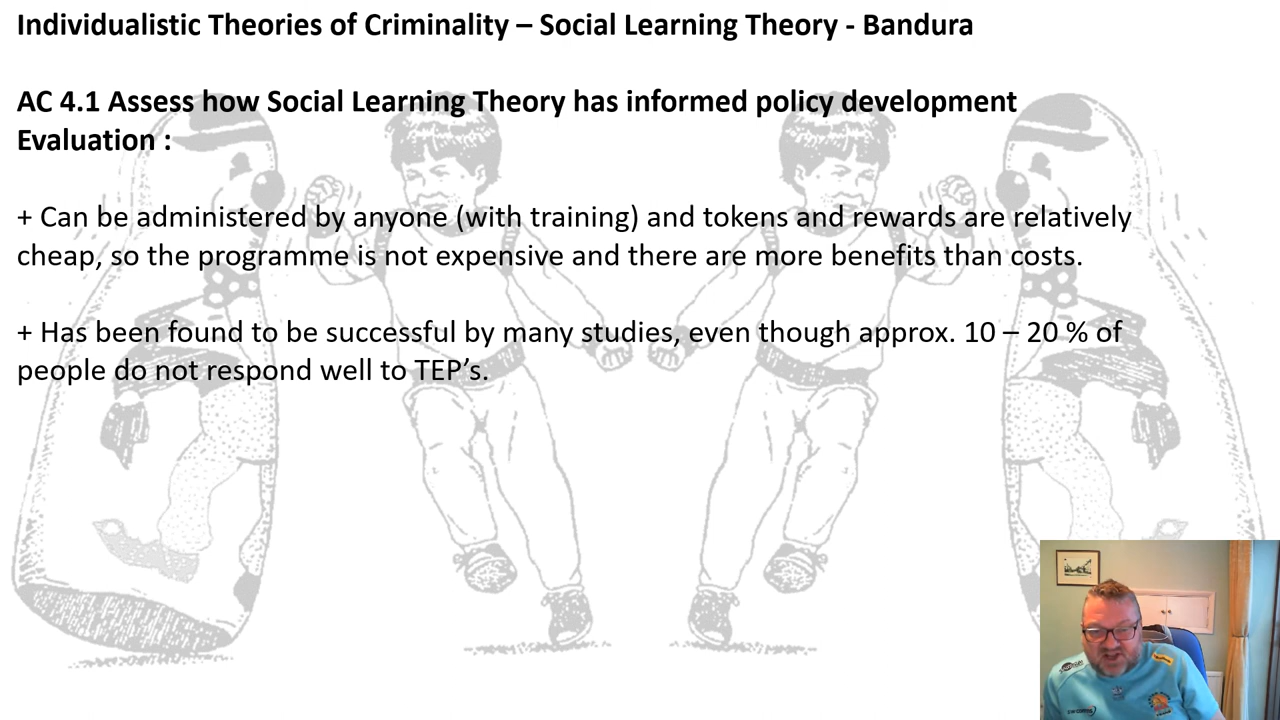 Individualistic Theories of Criminality – Social Learning Theory - Bandura
AC 4.1 Assess how Social Learning Theory has informed policy development
Evaluation :
+ Can be administered by anyone (with training) and tokens and rewards are relatively
cheap, so the programme is not expensive and there are more benefits than costs.
+ Has been found to be successful by many studies, even though approx. 10 – 20 % of
people do not respond well to TEP’s.